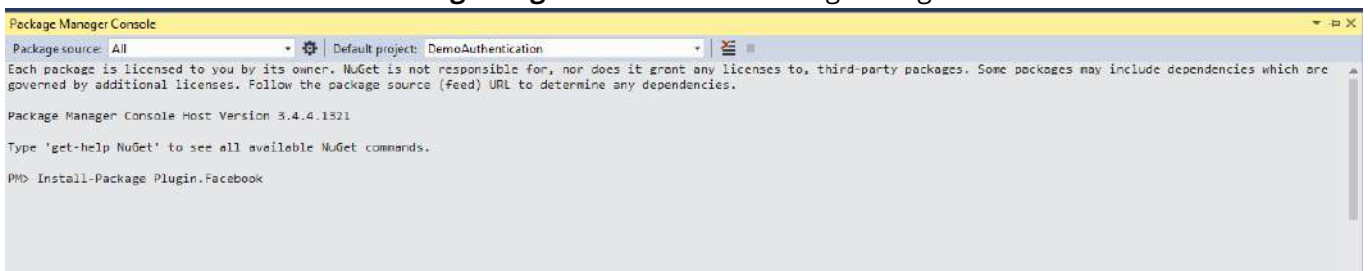 Package Manager Console
Package source: All Default project: DemoAuthentication
Each package is licensed to you by its owner. NuGet is not responsible for, nor does it grant any licenses to, third-party packages. Some packages may include dependencies which are
governed by additional licenses. Follow the package source (feed) URL to determine any dependencies.
Package Manager Console Host Version 3.4.4.1321
Type 'get-help NuGet' to see all available NuGet commands.
PM> Install-Package Plugin.Facebook